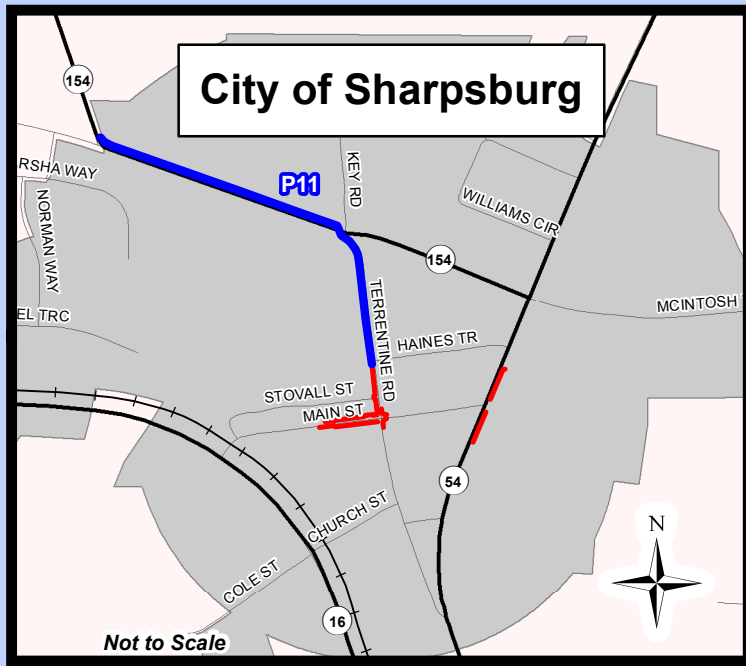 City of Sharpsburg
154
RSHA WAY
KEY RD
P11
NORMAN WAY
WILLIAMS CIR
154
TERRENTINE RD
MCINTOSH
EL TRC
HAINES TR
STOVALL ST
MAIN ST
54
CHURCH ST
COLE ST
N
16
Not to Scale